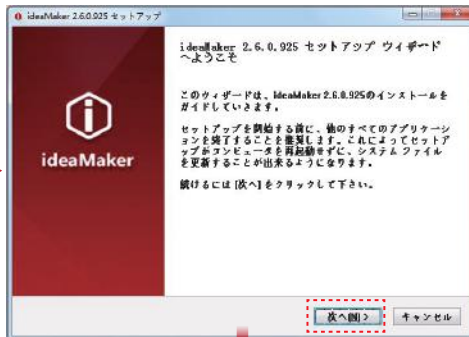 ideaMaker 2.6.0.925 セットアップ
ideaMaker 2.6.0.925 セットアップ ウィザード
へようこそ
このウィザードは、ideaMaker 2.6.0.925のインストールを
ガイドしていきます。
セットアップを開始する前に、他のすべてのアプリケーシ
ョンを終了することを推奨します。これによってセットア
ップがコンピュータを再起動せずに、システム ファイル
を更新することが出来るようになります。
続けるには [次へ] をクリックして下さい。
ideaMaker
次へ(N) >
キャンセル